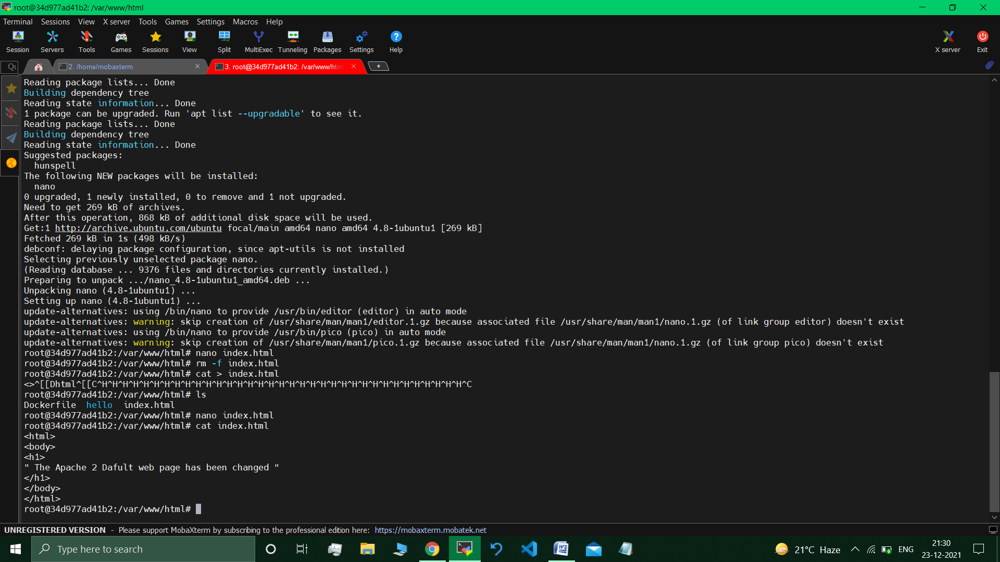 root@34d977ad41b2: /var/www/html
Terminal Sessions View X server Tools Games Settings Macros Help
Session Servers Tools Games Sessions View Split MultiExec Tunneling Packages Settings Help X server Exit
2. /home/mobaxterm 3. root@34d977ad41b2: /var/www/htm
Reading package lists... Done
Building dependency tree
Reading state information... Done
1 package can be upgraded. Run 'apt list --upgradable' to see it.
Reading package lists... Done
Building dependency tree
Reading state information... Done
Suggested packages:
  hunspell
The following NEW packages will be installed:
  nano
0 upgraded, 1 newly installed, 0 to remove and 1 not upgraded.
Need to get 269 kB of archives.
After this operation, 868 kB of additional disk space will be used.
Get:1 http://archive.ubuntu.com/ubuntu focal/main amd64 nano amd64 4.8-1ubuntu1 [269 kB]
Fetched 269 kB in 1s (498 kB/s)
debconf: delaying package configuration, since apt-utils is not installed
Selecting previously unselected package nano.
(Reading database ... 9376 files and directories currently installed.)
Preparing to unpack .../nano_4.8-1ubuntu1_amd64.deb ...
Unpacking nano (4.8-1ubuntu1) ...
Setting up nano (4.8-1ubuntu1) ...
update-alternatives: using /bin/nano to provide /usr/bin/editor (editor) in auto mode
update-alternatives: warning: skip creation of /usr/share/man/man1/editor.1.gz because associated file /usr/share/man/man1/nano.1.gz (of link group editor) doesn't exist
update-alternatives: using /bin/nano to provide /usr/bin/pico (pico) in auto mode
update-alternatives: warning: skip creation of /usr/share/man/man1/pico.1.gz because associated file /usr/share/man/man1/nano.1.gz (of link group pico) doesn't exist
root@34d977ad41b2:/var/www/html# nano index.html
root@34d977ad41b2:/var/www/html# rm -f index.html
root@34d977ad41b2:/var/www/html# cat > index.html
<>^[[Dhtml^[[C^H^H^H^H^H^H^H^H^H^H^H^H^H^H^H^H^H^H^H^H^H^H^H^H^H^H^H^H^H^H^H^H^H^H^H^C
root@34d977ad41b2:/var/www/html# ls
Dockerfile  hello  index.html
root@34d977ad41b2:/var/www/html# nano index.html
root@34d977ad41b2:/var/www/html# cat index.html
<html>
<body>
<h1>
" The Apache 2 Dafult web page has been changed "
</h1>
</body>
</html>
root@34d977ad41b2:/var/www/html#
UNREGISTERED VERSION - Please support MobaXterm by subscribing to the professional edition here: https://mobaxterm.mobatek.net
Type here to search
21°C Haze
ENG
21:30
23-12-2021